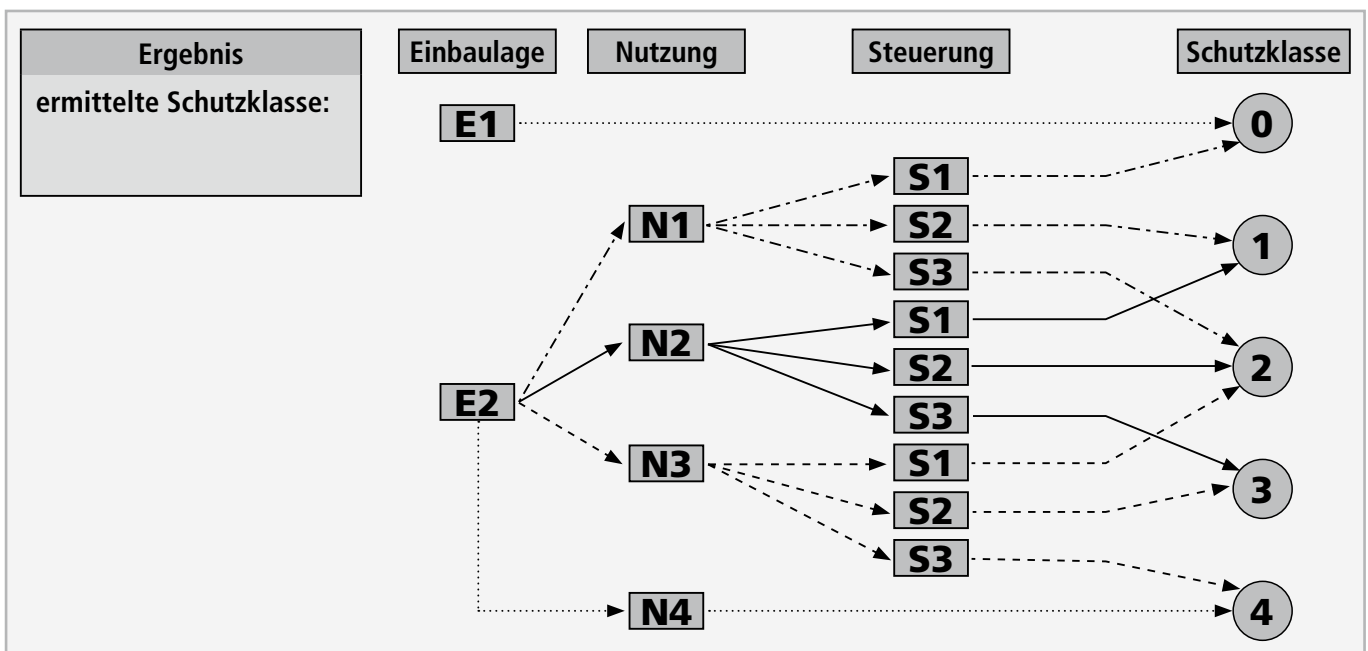 Ergebnis
ermittelte Schutzklasse:
Einbaulage Nutzung Steuerung Schutzklasse
E1 0
S1
N1 S2 1
S3
S1
N2 S2 2
E2 S3
N3 S1 3
S2
S3
N4 4